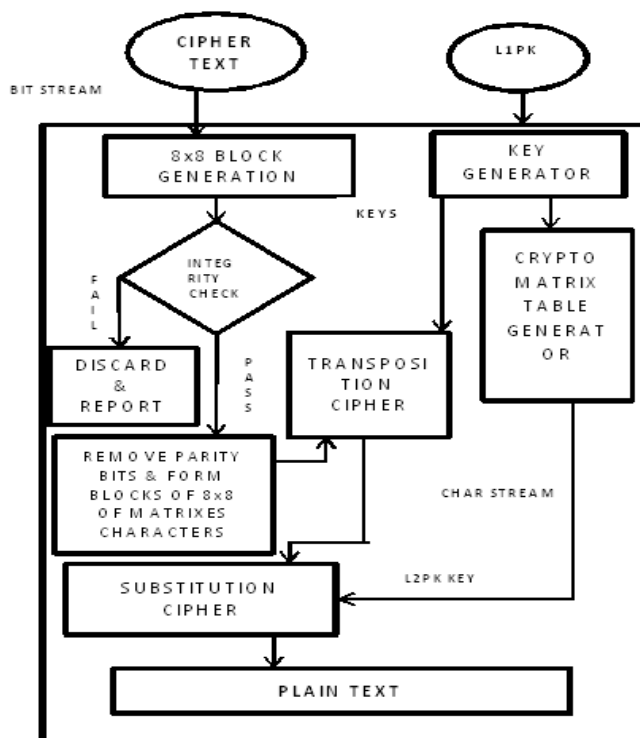 CIPHER
TEXT
L1PK
BIT STREAM
8x8 BLOCK
GENERATION
KEY
GENERATOR
KEYS
INTEG
RITY
CHECK
FAIL
CRYPTO
MATRIX
TABLE
GENERAT
OR
DISCARD
&
REPORT
PASS
TRANSPOSI
TION
CIPHER
REMOVE PARITY
BITS & FORM
BLOCKS OF 8x8
OF MATRIXES
CHARACTERS
CHAR STREAM
SUBSTITUTION
CIPHER
L2PK KEY
PLAIN TEXT